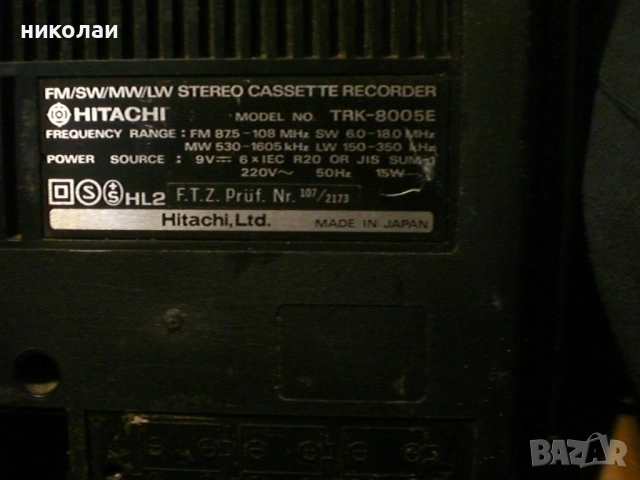 николаи
FM/SW/MW/LW STEREO CASSETTE RECORDER
HITACHI MODEL NO. TRK-8005E
FREQUENCY RANGE : FM 87.5-108 MHz SW 6.0-18.0 MHz
MW 530-1605 kHz LW 150-350 kHz
POWER SOURCE : 9V⎓ 6 x IEC R20 OR JIS SUM-1
220V~ 50Hz 15W
S S HL2 F.T.Z. Prüf. Nr. 107/2173
Hitachi, Ltd. MADE IN JAPAN
BAZAR